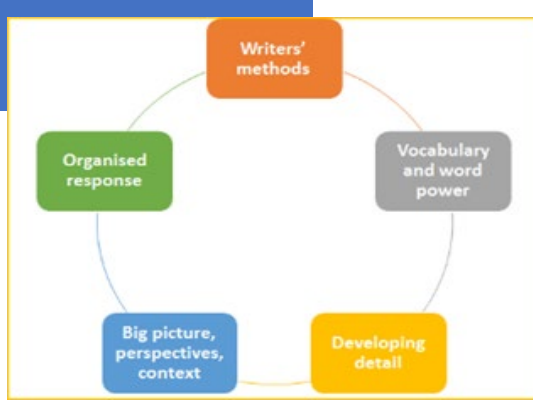 Writers'
methods
Vocabulary
and word
power
Developing
detail
Big picture,
perspectives,
context
Organised
response